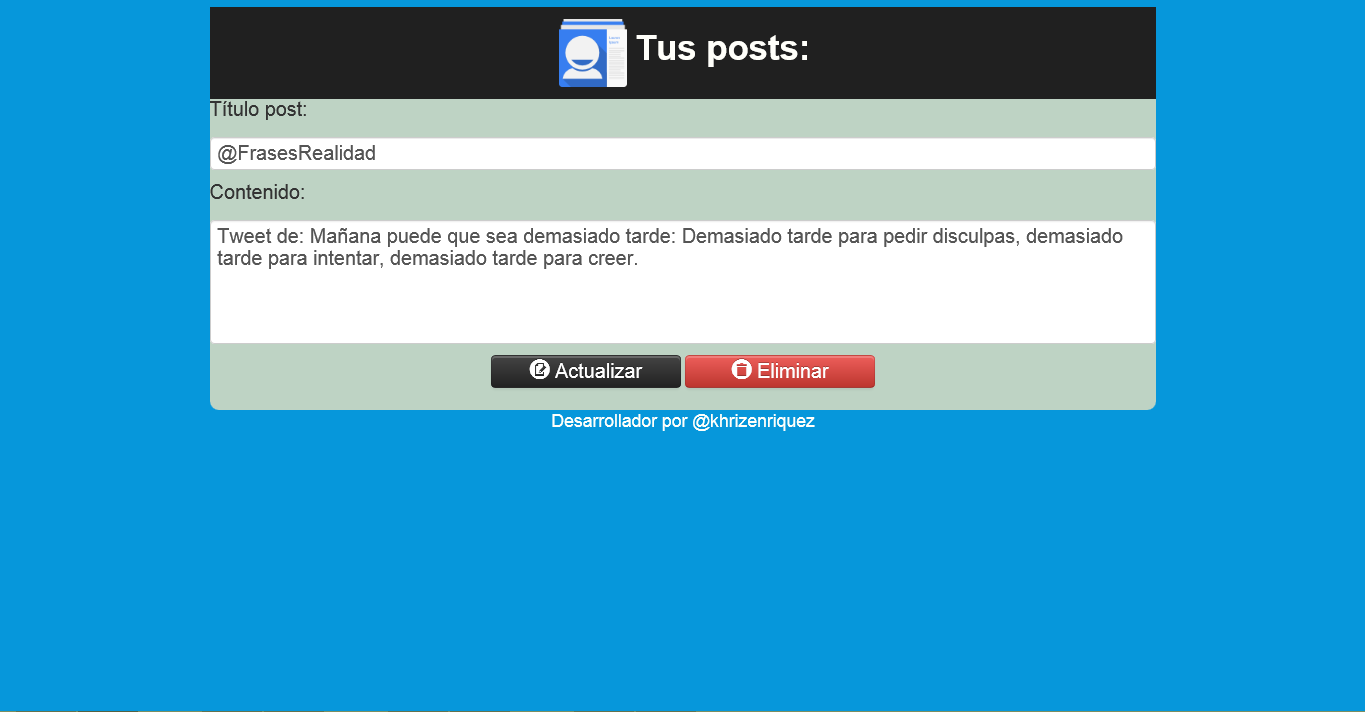 Tus posts:
Título post:
@FrasesRealidad
Contenido:
Tweet de: Mañana puede que sea demasiado tarde: Demasiado tarde para pedir disculpas, demasiado
tarde para intentar, demasiado tarde para creer.
Actualizar
Eliminar
Desarrollador por @khrizenriquez